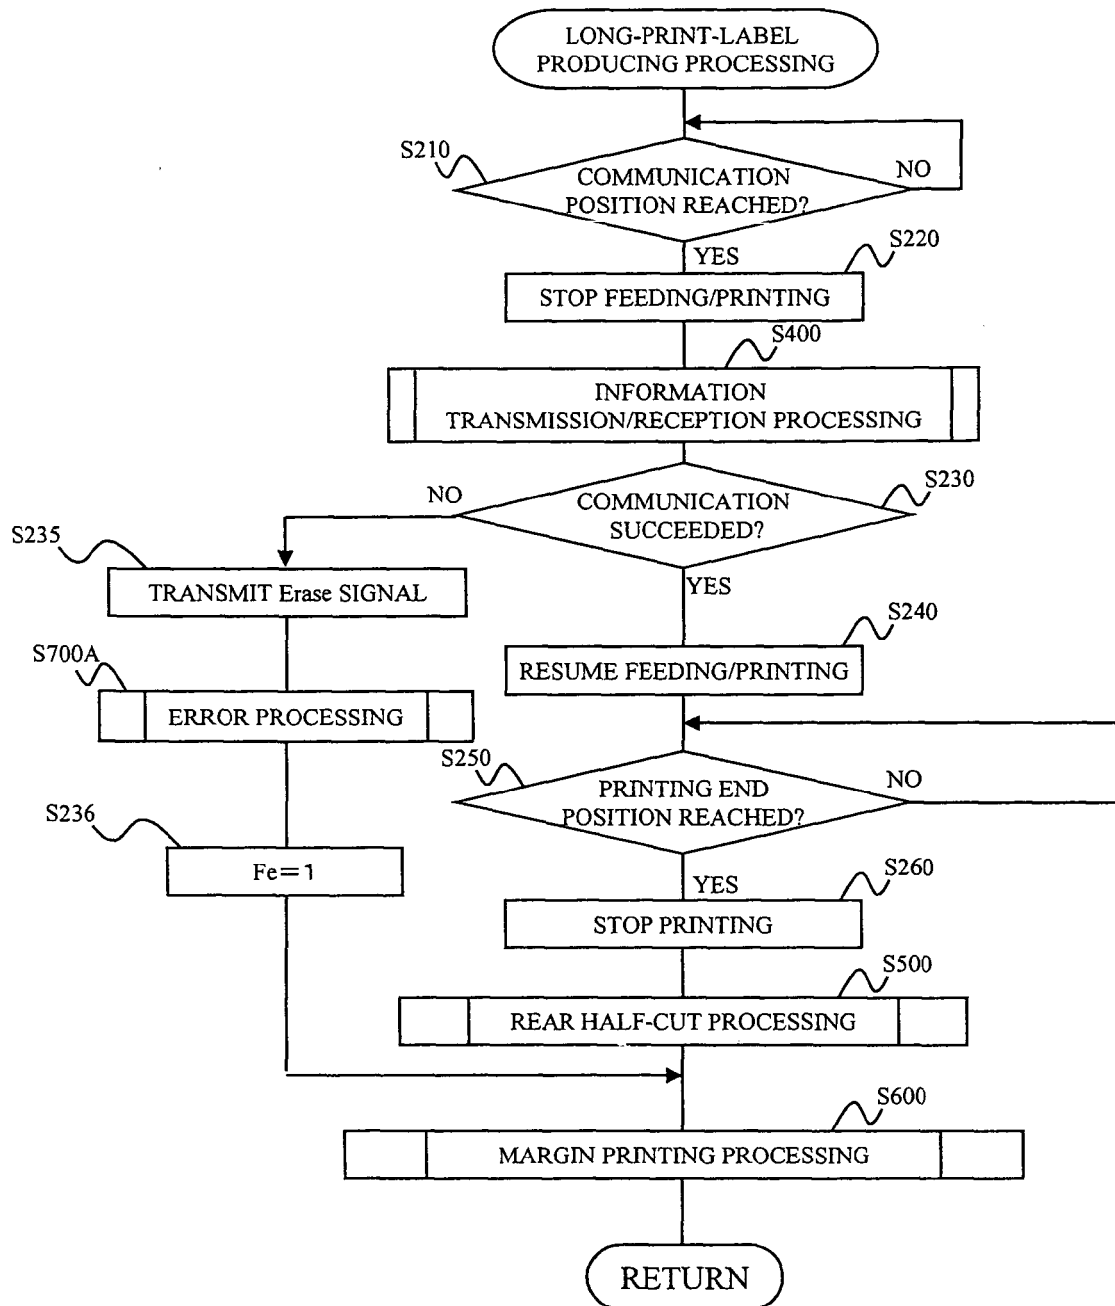 LONG-PRINT-LABEL
PRODUCING PROCESSING
S210
COMMUNICATION
POSITION REACHED?
NO
YES
S220
STOP FEEDING/PRINTING
S400
INFORMATION
TRANSMISSION/RECEPTION PROCESSING
S230
NO
COMMUNICATION
SUCCEEDED?
YES
S235
TRANSMIT Erase SIGNAL
S240
RESUME FEEDING/PRINTING
S700A
ERROR PROCESSING
S250
PRINTING END
POSITION REACHED?
NO
YES
S236
Fe=1
S260
STOP PRINTING
S500
REAR HALF-CUT PROCESSING
S600
MARGIN PRINTING PROCESSING
RETURN